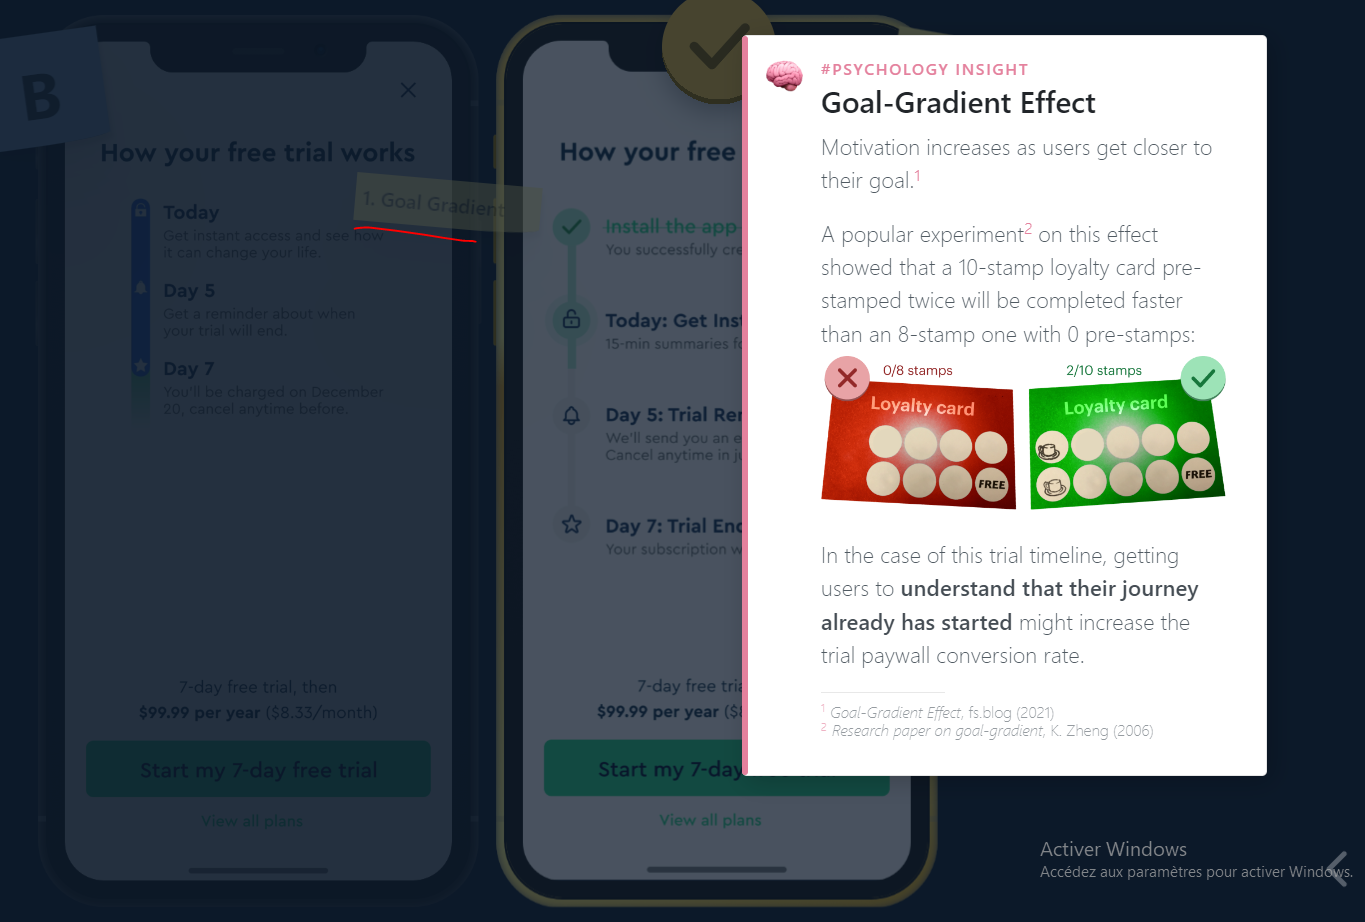 B
How your free trial works
Today
Get instant access and see how
it can change your life.
Day 5
Get a reminder about when
your trial will end.
Day 7
You'll be charged on December
20, cancel anytime before.
7-day free trial, then
$99.99 per year ($8.33/month)
Start my 7-day free trial
View all plans
1. Goal Gradient
How your free
Install the app
You successfully cre
Today: Get Inst
15-min summaries fo
Day 5: Trial Rem
We'll send you an e
Cancel anytime in ju
Day 7: Trial End
Your subscription w
7-day free tria
$99.99 per year ($8
Start my 7-day
View all plans
#PSYCHOLOGY INSIGHT
Goal-Gradient Effect
Motivation increases as users get closer to
their goal.1
A popular experiment2 on this effect
showed that a 10-stamp loyalty card pre-
stamped twice will be completed faster
than an 8-stamp one with 0 pre-stamps:
0/8 stamps
Loyalty card
FREE
2/10 stamps
Loyalty card
FREE
In the case of this trial timeline, getting
users to understand that their journey
already has started might increase the
trial paywall conversion rate.
1 Goal-Gradient Effect, fs.blog (2021)
2 Research paper on goal-gradient, K. Zheng (2006)
Activer Windows
Accédez aux paramètres pour activer Windows.